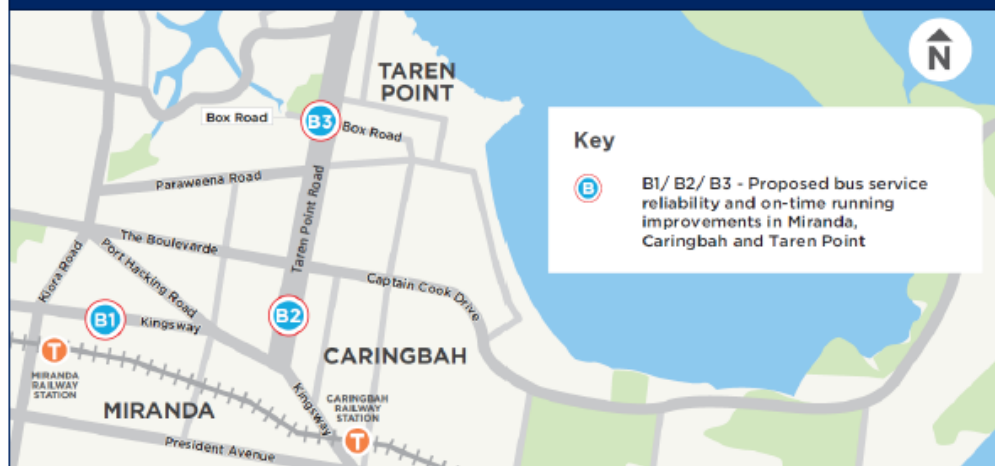 N
TAREN
POINT
Box Road
B3
Box Road
Key
B
B1/ B2/ B3 - Proposed bus service
reliability and on-time running
improvements in Miranda,
Caringbah and Taren Point
Paraweena Road
Taren Point Road
The Boulevarde
Kiora Road
Port Hacking Road
Captain Cook Drive
B1
Kingsway
B2
T
MIRANDA
RAILWAY
STATION
CARINGBAH
Kingsway
CARINGBAH
RAILWAY
STATION
T
MIRANDA
President Avenue